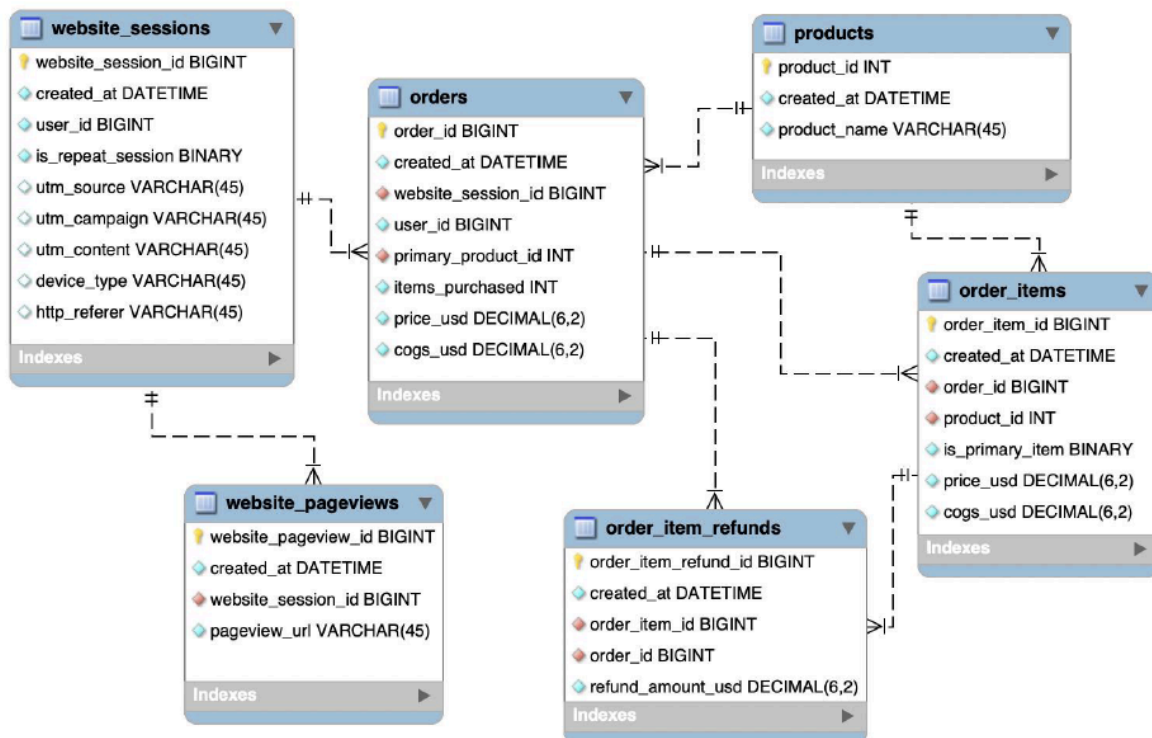 website_sessions
website_session_id BIGINT
created_at DATETIME
user_id BIGINT
is_repeat_session BINARY
utm_source VARCHAR(45)
utm_campaign VARCHAR(45)
utm_content VARCHAR(45)
device_type VARCHAR(45)
http_referer VARCHAR(45)
Indexes
orders
order_id BIGINT
created_at DATETIME
website_session_id BIGINT
user_id BIGINT
primary_product_id INT
items_purchased INT
price_usd DECIMAL(6,2)
cogs_usd DECIMAL(6,2)
Indexes
products
product_id INT
created_at DATETIME
product_name VARCHAR(45)
Indexes
order_items
order_item_id BIGINT
created_at DATETIME
order_id BIGINT
product_id INT
is_primary_item BINARY
price_usd DECIMAL(6,2)
cogs_usd DECIMAL(6,2)
Indexes
website_pageviews
website_pageview_id BIGINT
created_at DATETIME
website_session_id BIGINT
pageview_url VARCHAR(45)
Indexes
order_item_refunds
order_item_refund_id BIGINT
created_at DATETIME
order_item_id BIGINT
order_id BIGINT
refund_amount_usd DECIMAL(6,2)
Indexes